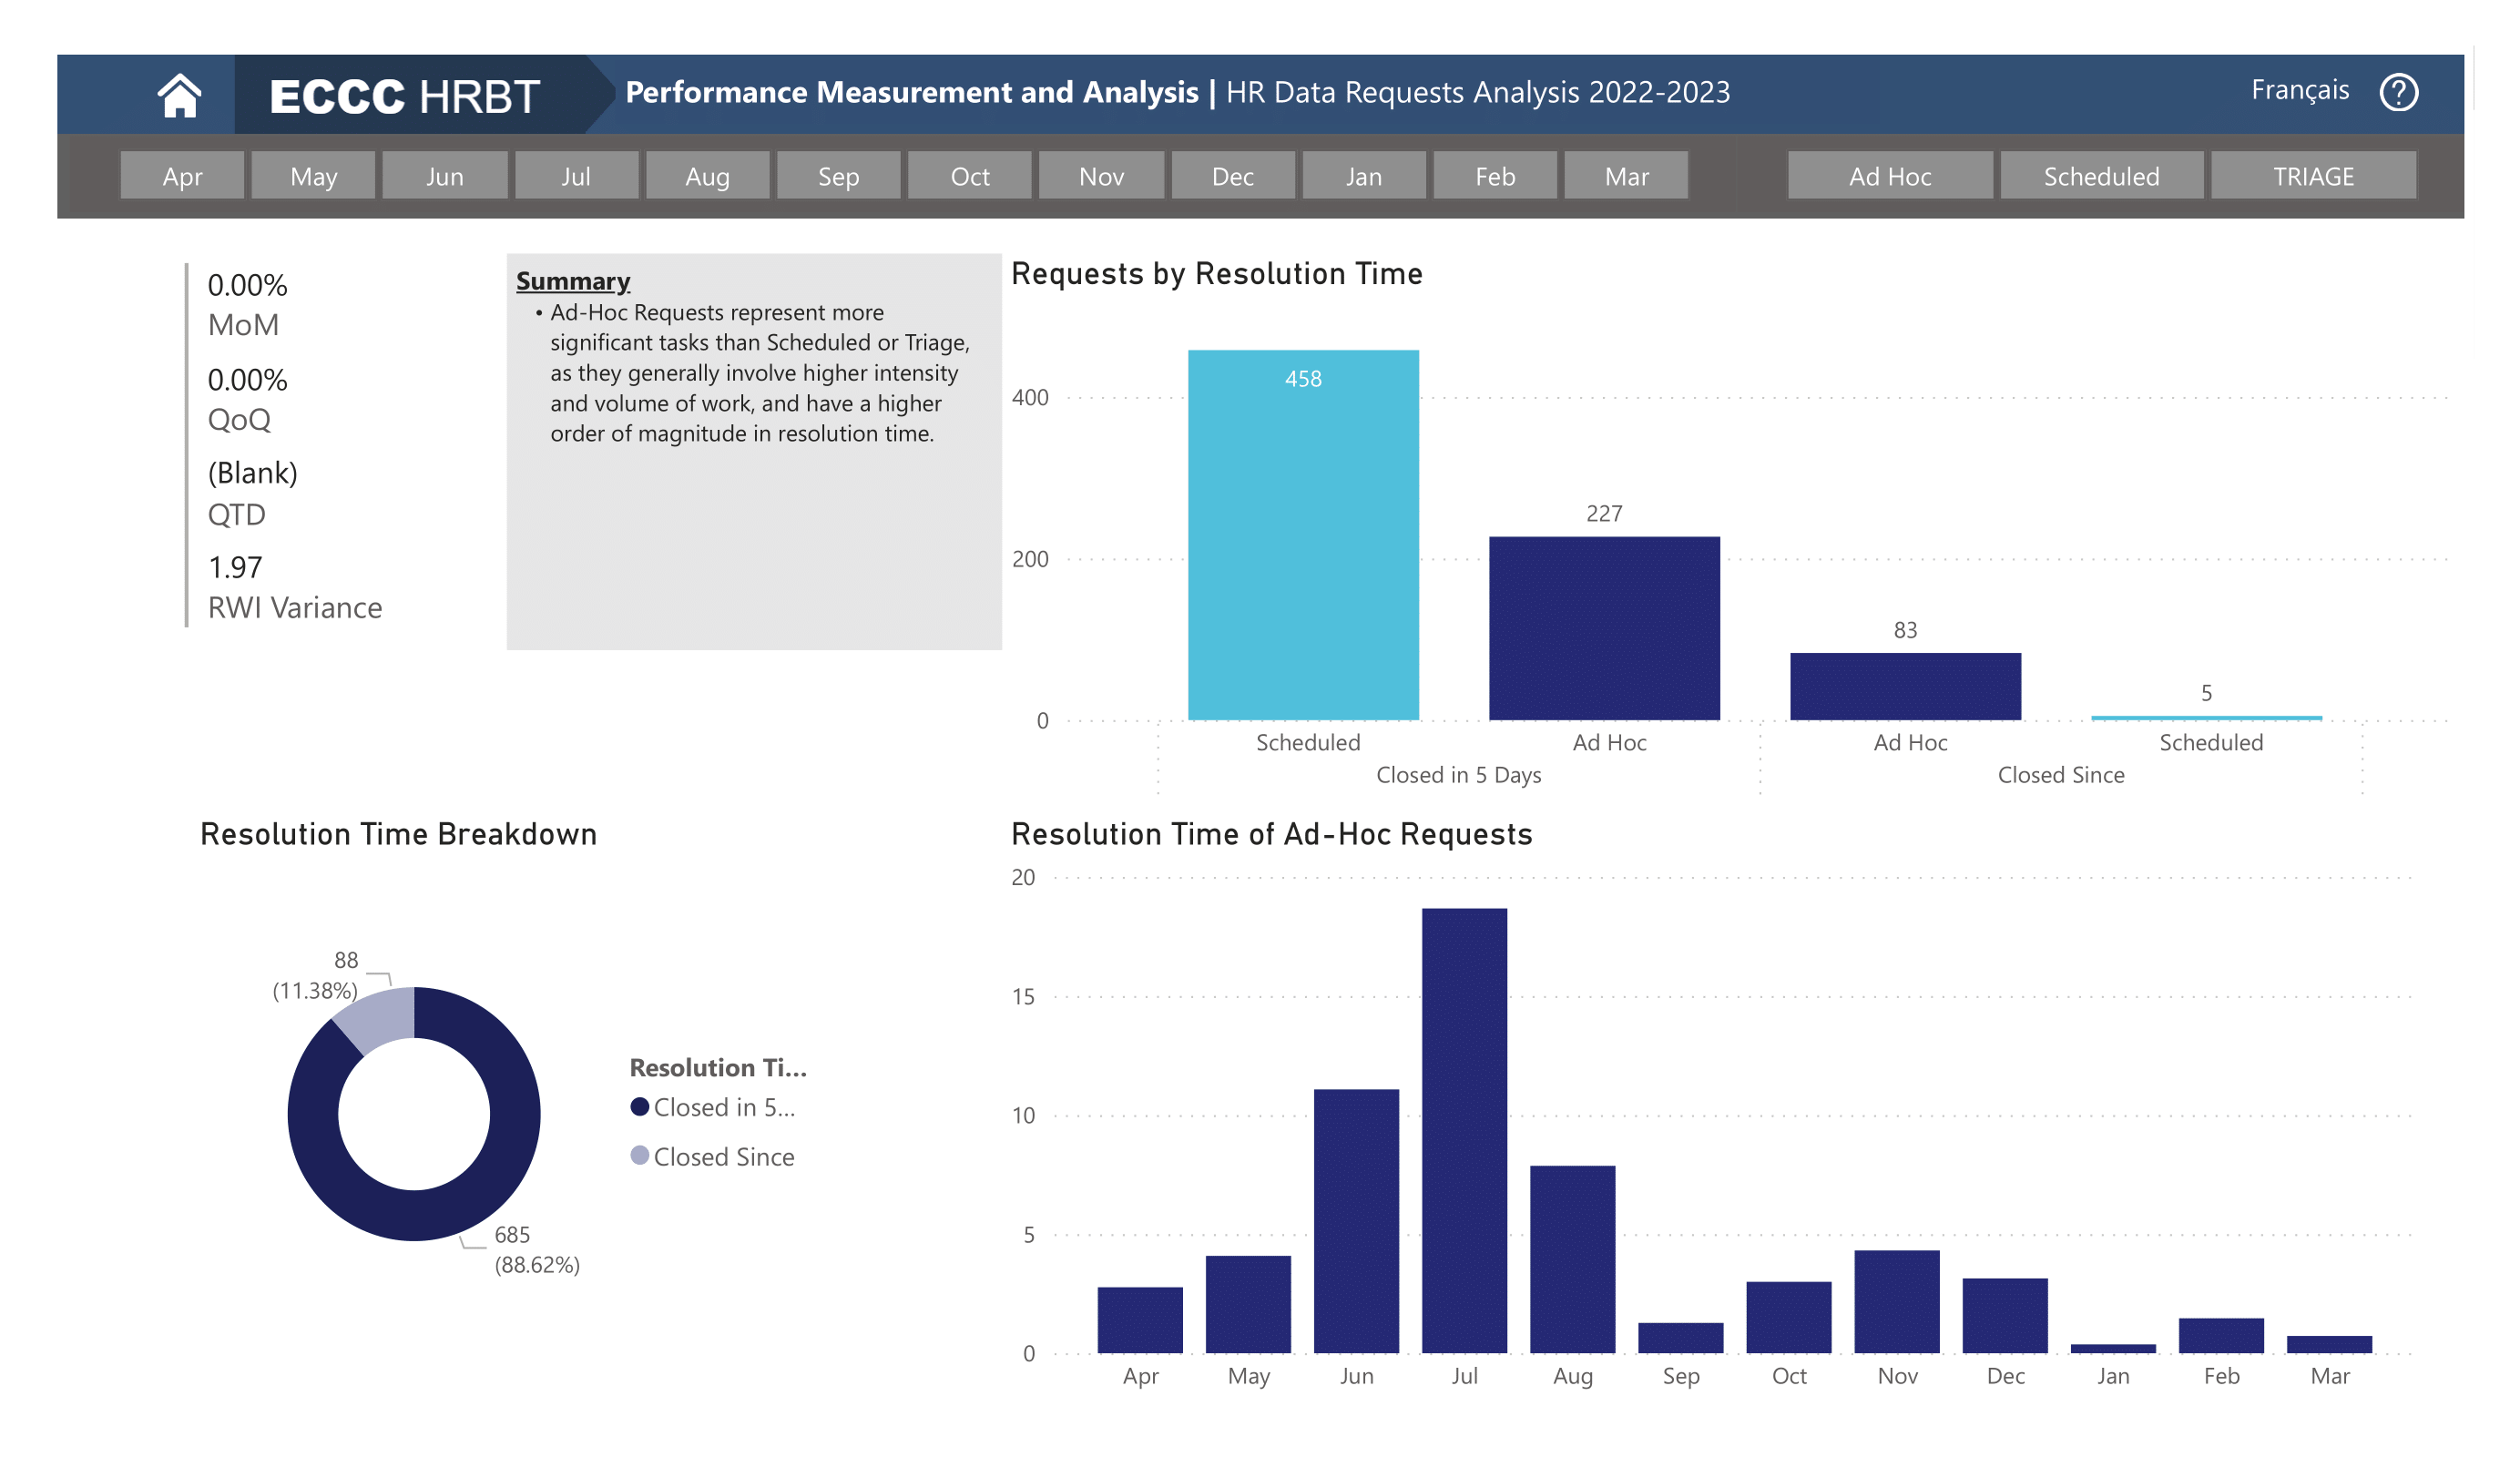 ECCC HRBT
Performance Measurement and Analysis | HR Data Requests Analysis 2022-2023
Français
?
Apr May Jun Jul Aug Sep Oct Nov Dec Jan Feb Mar
Ad Hoc Scheduled TRIAGE
0.00%
MoM
0.00%
QoQ
(Blank)
QTD
1.97
RWI Variance
Summary
• Ad-Hoc Requests represent more
significant tasks than Scheduled or Triage,
as they generally involve higher intensity
and volume of work, and have a higher
order of magnitude in resolution time.
Requests by Resolution Time
400
200
0
458
227
83
5
Scheduled Ad Hoc Ad Hoc Scheduled
Closed in 5 Days Closed Since
Resolution Time Breakdown
88
(11.38%)
685
(88.62%)
Resolution Ti...
Closed in 5...
Closed Since
Resolution Time of Ad-Hoc Requests
20
15
10
5
0
Apr May Jun Jul Aug Sep Oct Nov Dec Jan Feb Mar